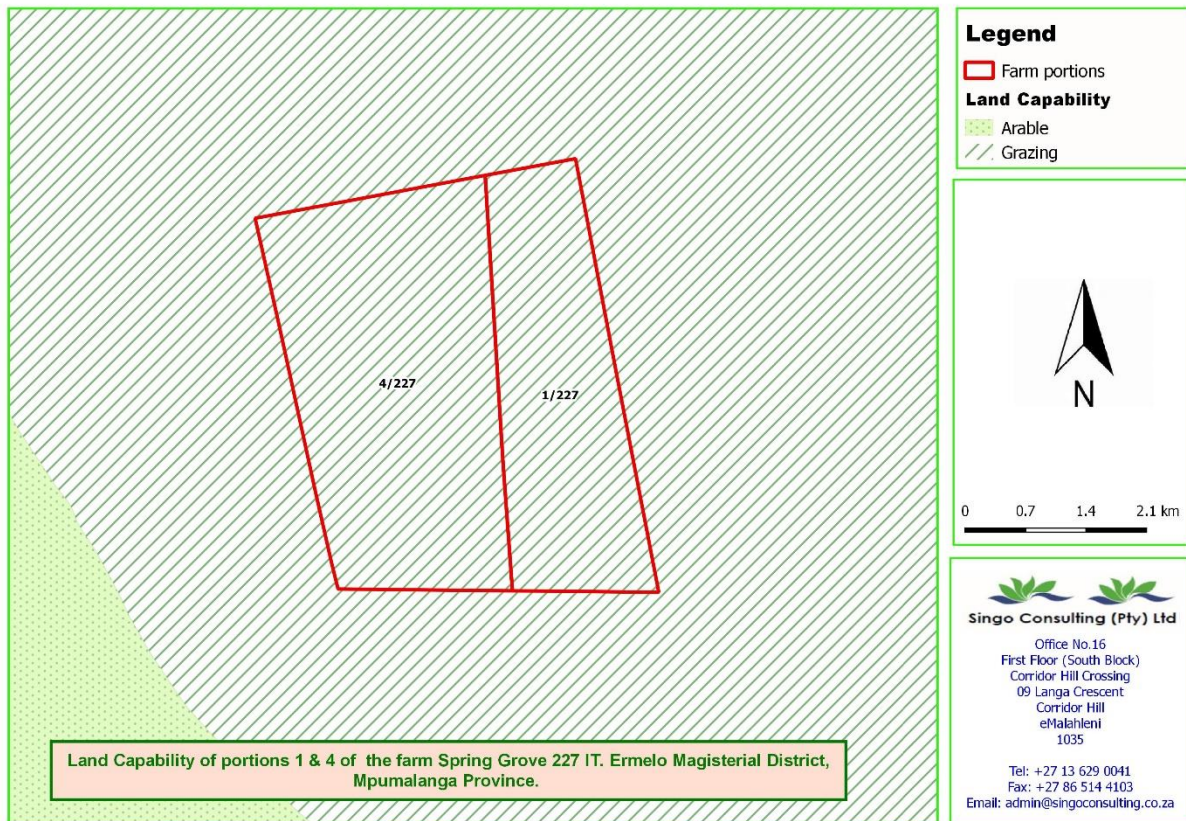 4/227
1/227
Land Capability of portions 1 & 4 of the farm Spring Grove 227 IT. Ermelo Magisterial District,
Mpumalanga Province.
Legend
Farm portions
Land Capability
Arable
Grazing
N
0 0.7 1.4 2.1 km
Singo Consulting (Pty) Ltd
Office No.16
First Floor (South Block)
Corridor Hill Crossing
09 Langa Crescent
Corridor Hill
eMalahleni
1035
Tel: +27 13 629 0041
Fax: +27 86 514 4103
Email: admin@singoconsulting.co.za